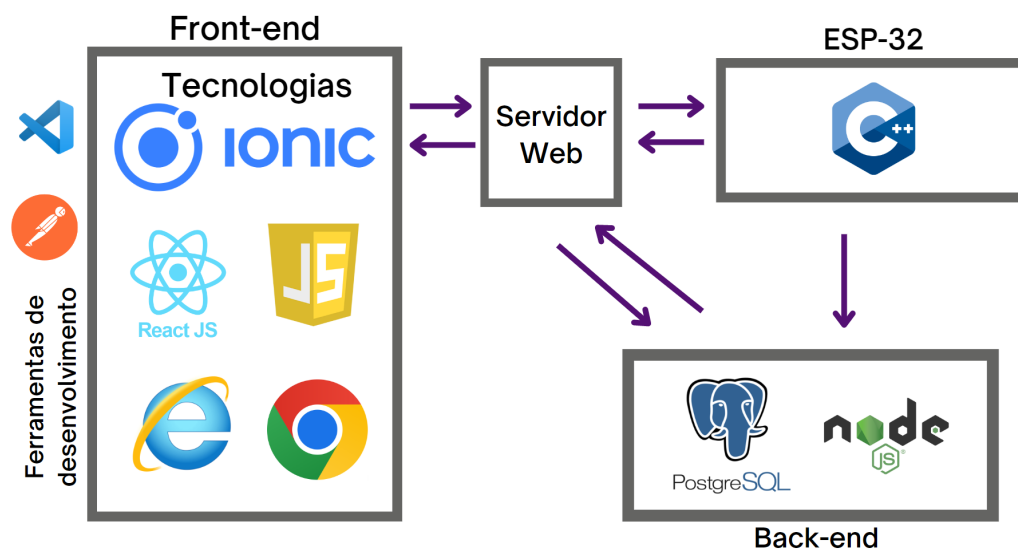 Front-end
Tecnologias
IONIC
JS
React JS
Ferramentas de
desenvolvimento
Servidor
Web
ESP-32
C++
PostgreSQL
node
JS
Back-end